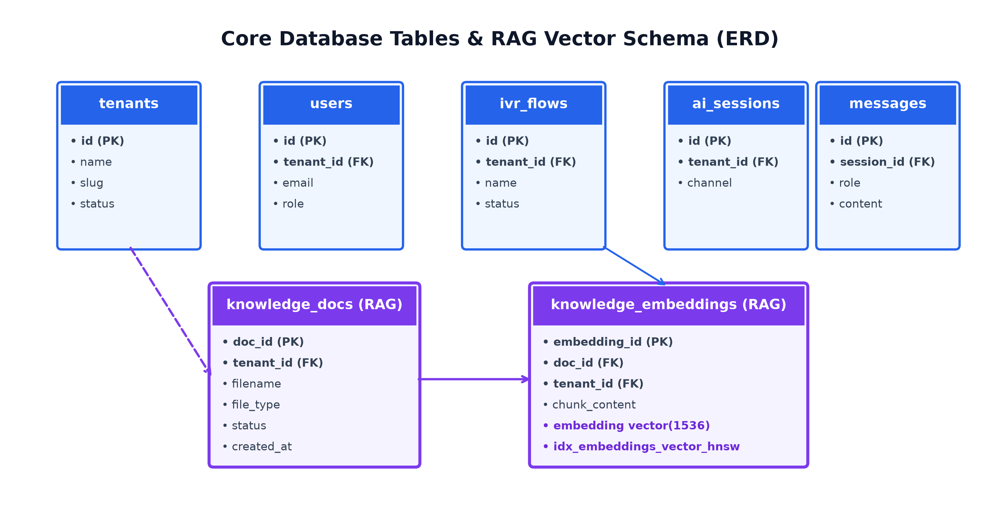 Core Database Tables & RAG Vector Schema (ERD)
tenants
• id (PK)
• name
• slug
• status
users
• id (PK)
• tenant_id (FK)
• email
• role
ivr_flows
• id (PK)
• tenant_id (FK)
• name
• status
ai_sessions
• id (PK)
• tenant_id (FK)
• channel
messages
• id (PK)
• session_id (FK)
• role
• content
knowledge_docs (RAG)
• doc_id (PK)
• tenant_id (FK)
• filename
• file_type
• status
• created_at
knowledge_embeddings (RAG)
• embedding_id (PK)
• doc_id (FK)
• tenant_id (FK)
• chunk_content
• embedding vector(1536)
• idx_embeddings_vector_hnsw